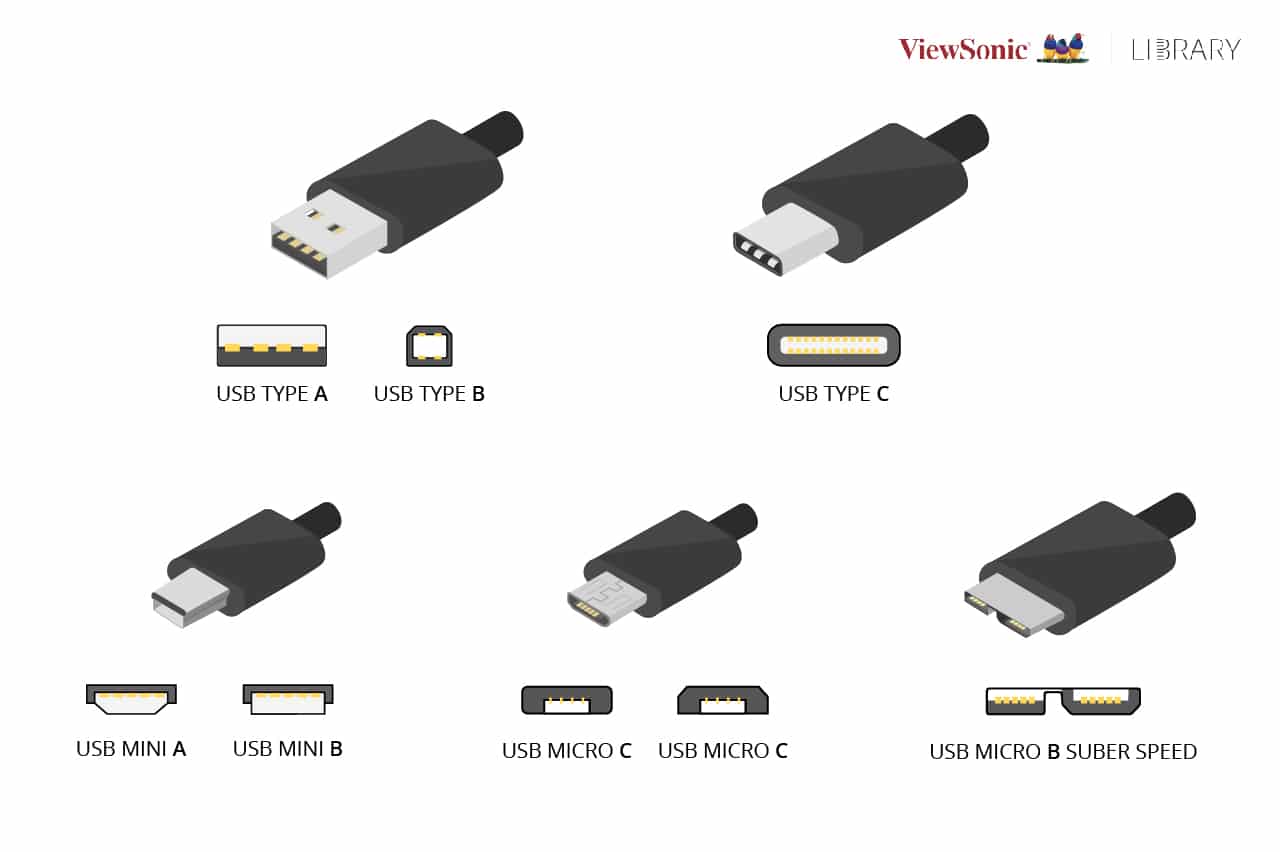 ViewSonic LIBRARY
USB TYPE A USB TYPE B USB TYPE C
USB MINI A USB MINI B USB MICRO C USB MICRO C USB MICRO B SUBER SPEED